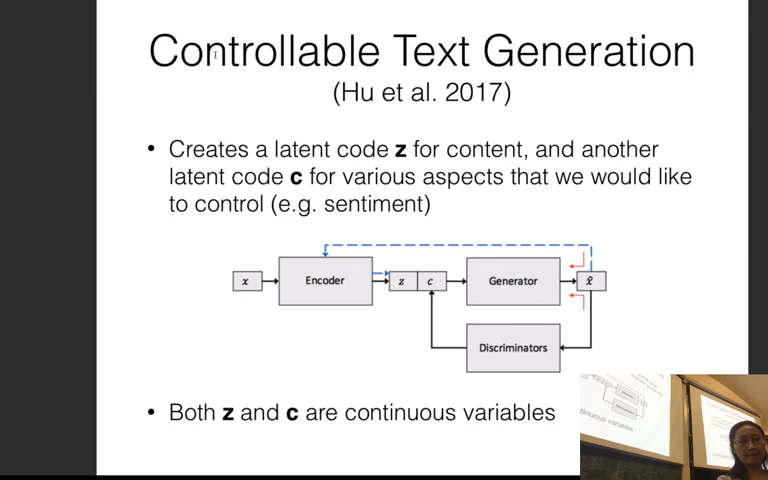 Controllable Text Generation
(Hu et al. 2017)
• Creates a latent code z for content, and another
latent code c for various aspects that we would like
to control (e.g. sentiment)
x
Encoder
z
c
Generator
x̂
Discriminators
• Both z and c are continuous variables